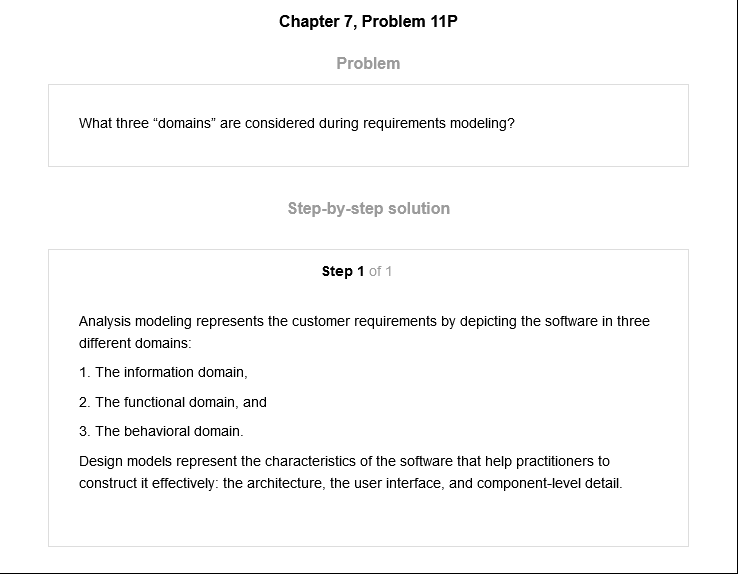 Chapter 7, Problem 11P
Problem
What three “domains” are considered during requirements modeling?
Step-by-step solution
Step 1 of 1
Analysis modeling represents the customer requirements by depicting the software in three
different domains:
1. The information domain,
2. The functional domain, and
3. The behavioral domain.
Design models represent the characteristics of the software that help practitioners to
construct it effectively: the architecture, the user interface, and component-level detail.